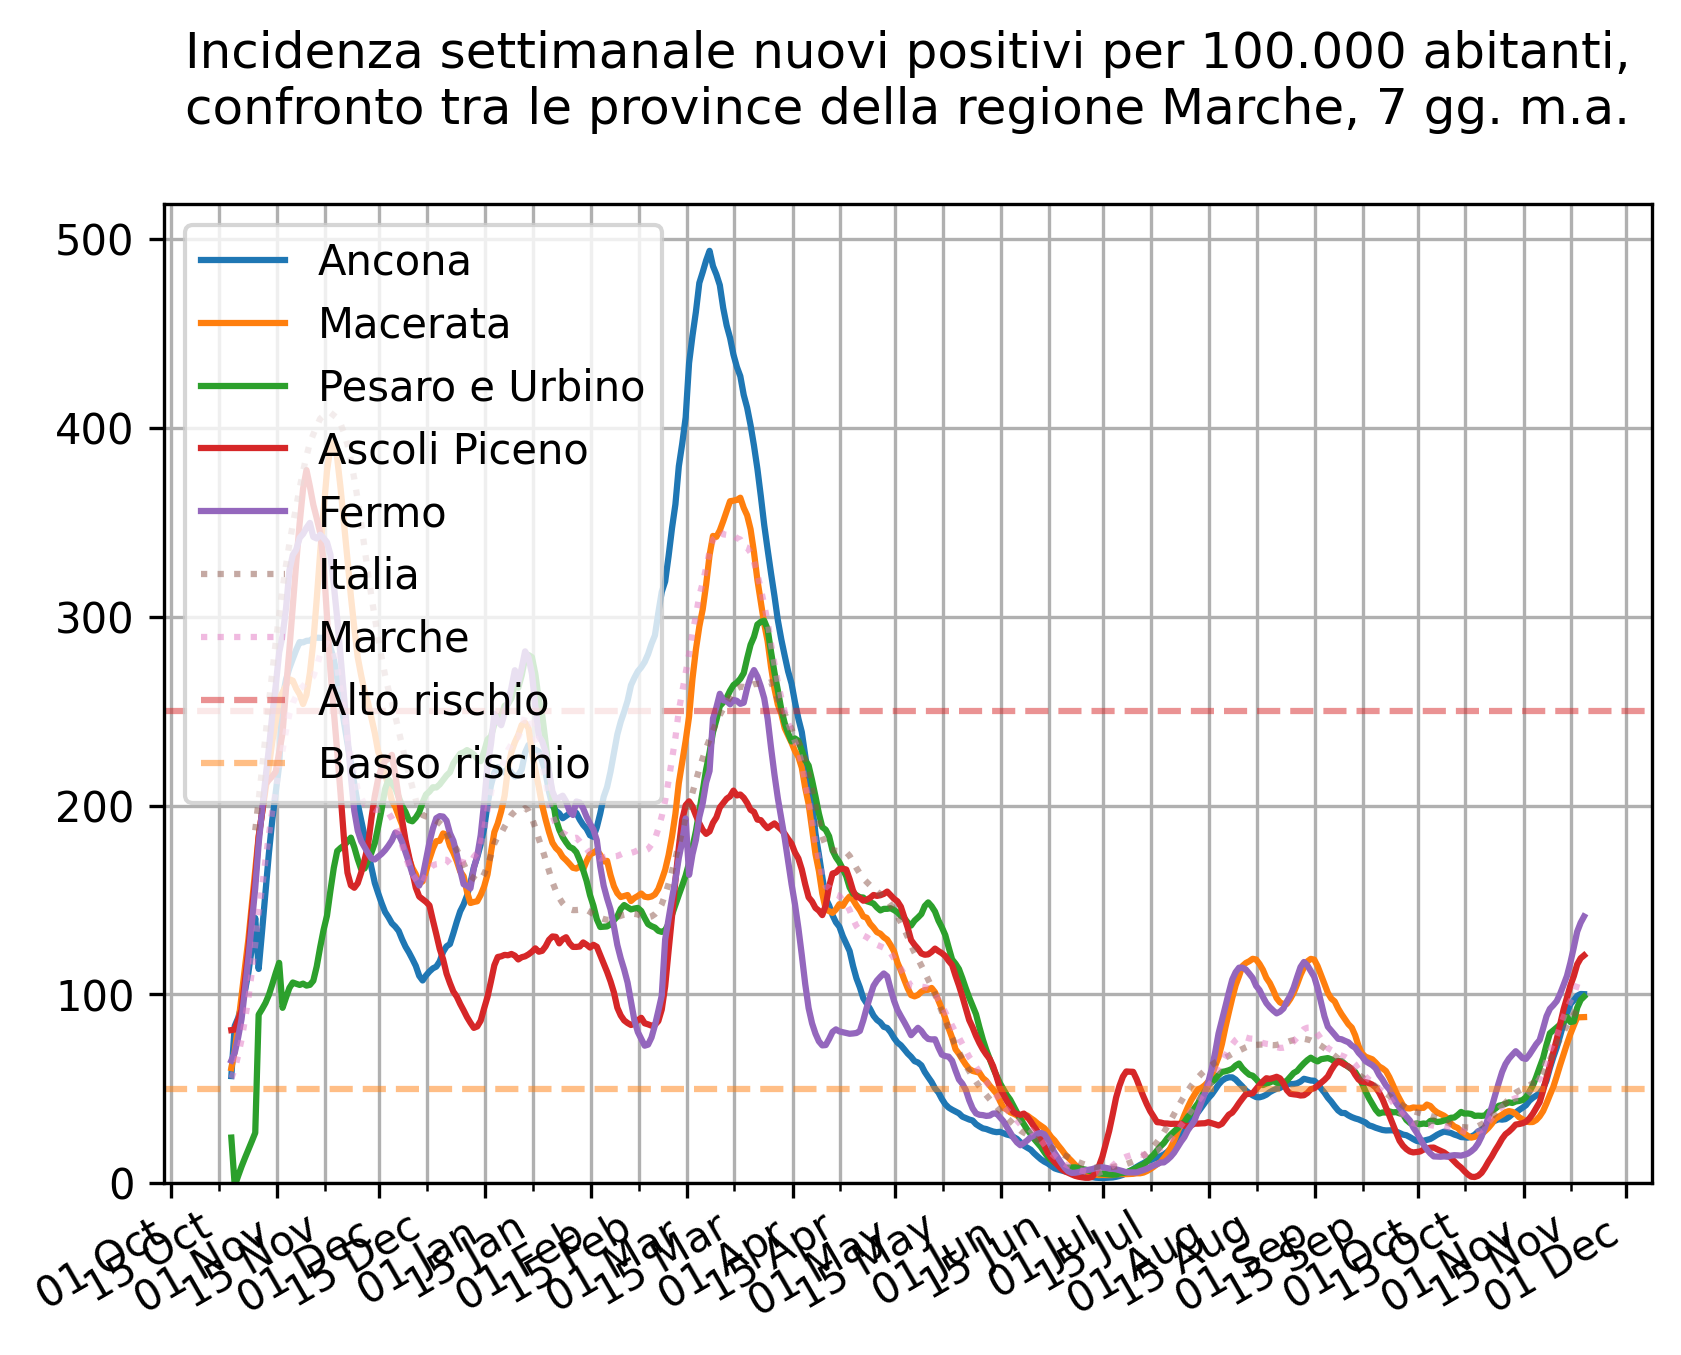 Incidenza settimanale nuovi positivi per 100.000 abitanti,
confronto tra le province della regione Marche, 7 gg. m.a.
500
400
300
200
100
0
Ancona
Macerata
Pesaro e Urbino
Ascoli Piceno
Fermo
Italia
Marche
Alto rischio
Basso rischio
01 Oct
15 Oct
01 Nov
15 Nov
01 Dec
15 Dec
01 Jan
15 Jan
01 Feb
15 Feb
01 Mar
15 Mar
01 Apr
15 Apr
01 May
15 May
01 Jun
15 Jun
01 Jul
15 Jul
01 Aug
15 Aug
01 Sep
15 Sep
01 Oct
15 Oct
01 Nov
15 Nov
01 Dec